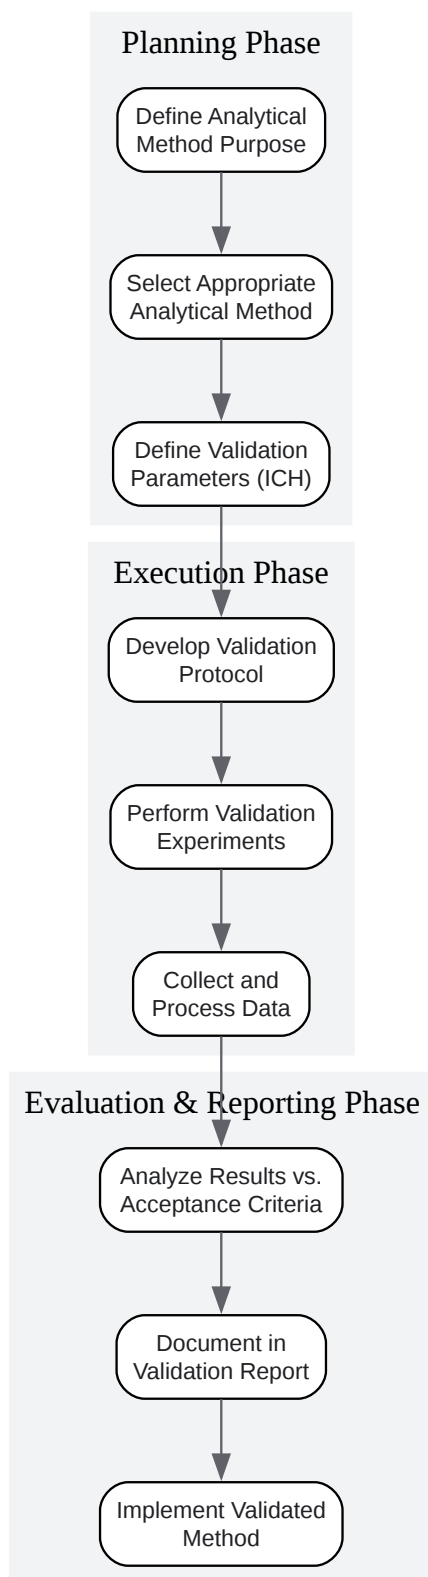 Planning Phase
Define Analytical
Method Purpose
Select Appropriate
Analytical Method
Define Validation
Parameters (ICH)
Execution Phase
Develop Validation
Protocol
Perform Validation
Experiments
Collect and
Process Data
Evaluation & Reporting Phase
Analyze Results vs.
Acceptance Criteria
Document in
Validation Report
Implement Validated
Method